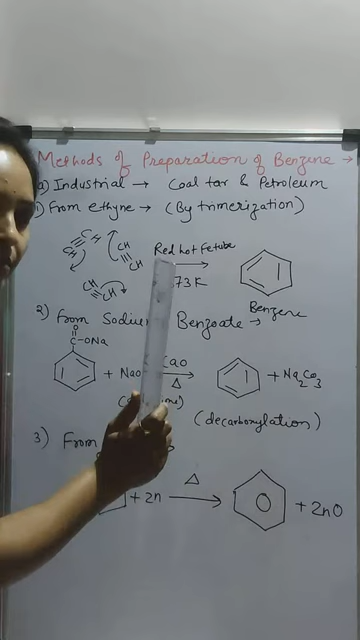 Methods of Preparation of Benzene →
a) Industrial → Coal tar & Petroleum
1) From ethyne → (By trimerization)
CH≡CH CH≡CH CH≡CH Red hot Fe tube
73K
Benzene
2) From Sodium Benzoate →
O
C-ONa
+ Nao Cao + Na2Co3
Δ
(decarboxylation)
3) From
+ 2n Δ + 2nO